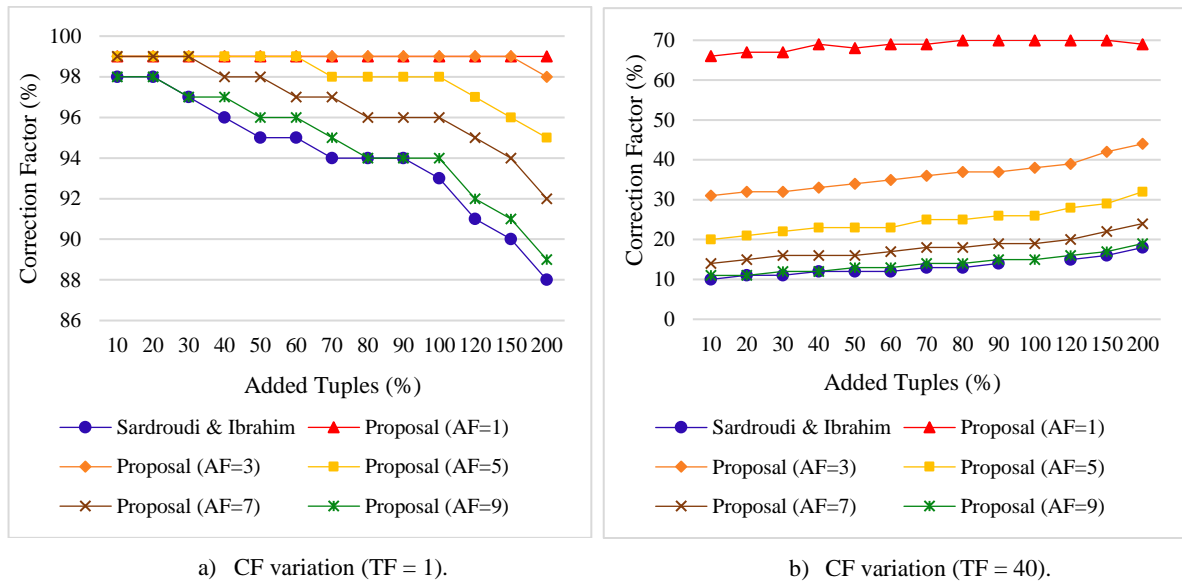 Correction Factor (%)
100
98
96
94
92
90
88
86
10 20 30 40 50 60 70 80 90 100 120 150 200
Added Tuples (%)
Sardroudi & Ibrahim
Proposal (AF=1)
Proposal (AF=3)
Proposal (AF=5)
Proposal (AF=7)
Proposal (AF=9)
a) CF variation (TF = 1).
Correction Factor (%)
70
60
50
40
30
20
10
0
10 20 30 40 50 60 70 80 90 100 120 150 200
Added Tuples (%)
Sardroudi & Ibrahim
Proposal (AF=1)
Proposal (AF=3)
Proposal (AF=5)
Proposal (AF=7)
Proposal (AF=9)
b) CF variation (TF = 40).